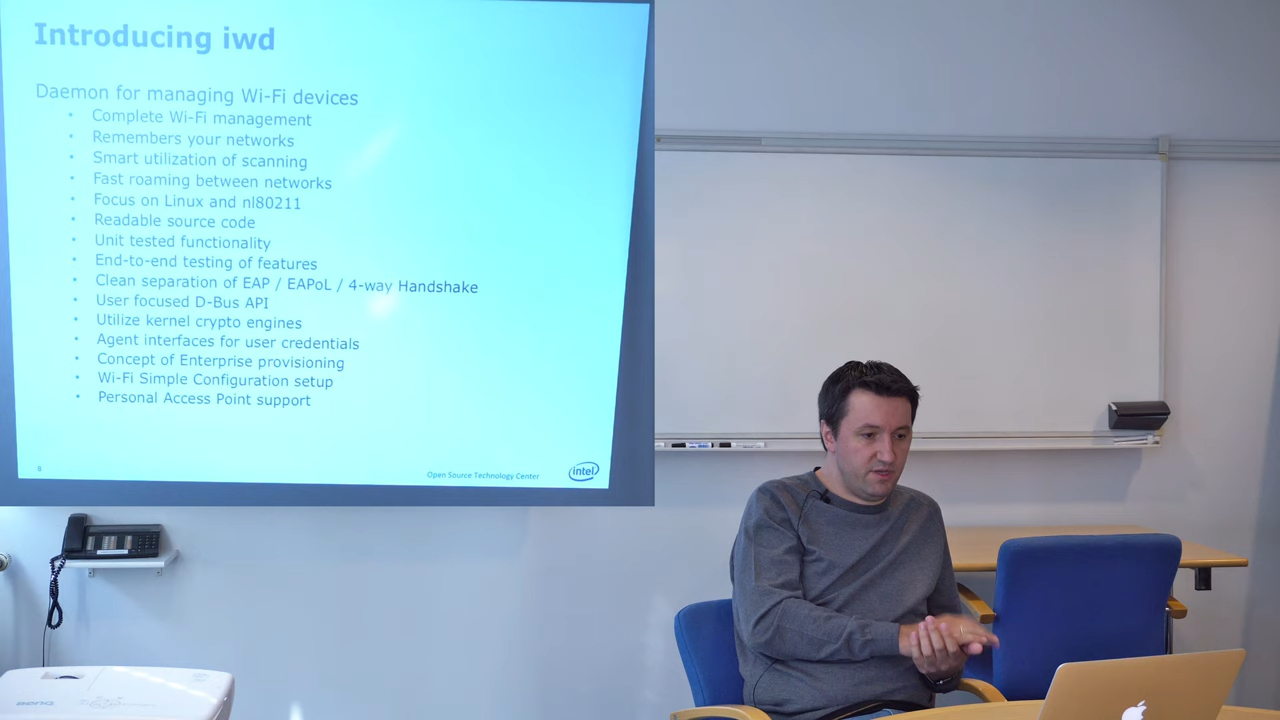 Introducing iwd
Daemon for managing Wi-Fi devices
• Complete Wi-Fi management
• Remembers your networks
• Smart utilization of scanning
• Fast roaming between networks
• Focus on Linux and nl80211
• Readable source code
• Unit tested functionality
• End-to-end testing of features
• Clean separation of EAP / EAPoL / 4-way Handshake
• User focused D-Bus API
• Utilize kernel crypto engines
• Agent interfaces for user credentials
• Concept of Enterprise provisioning
• Wi-Fi Simple Configuration setup
• Personal Access Point support
8
Open Source Technology Center
intel
BenQ